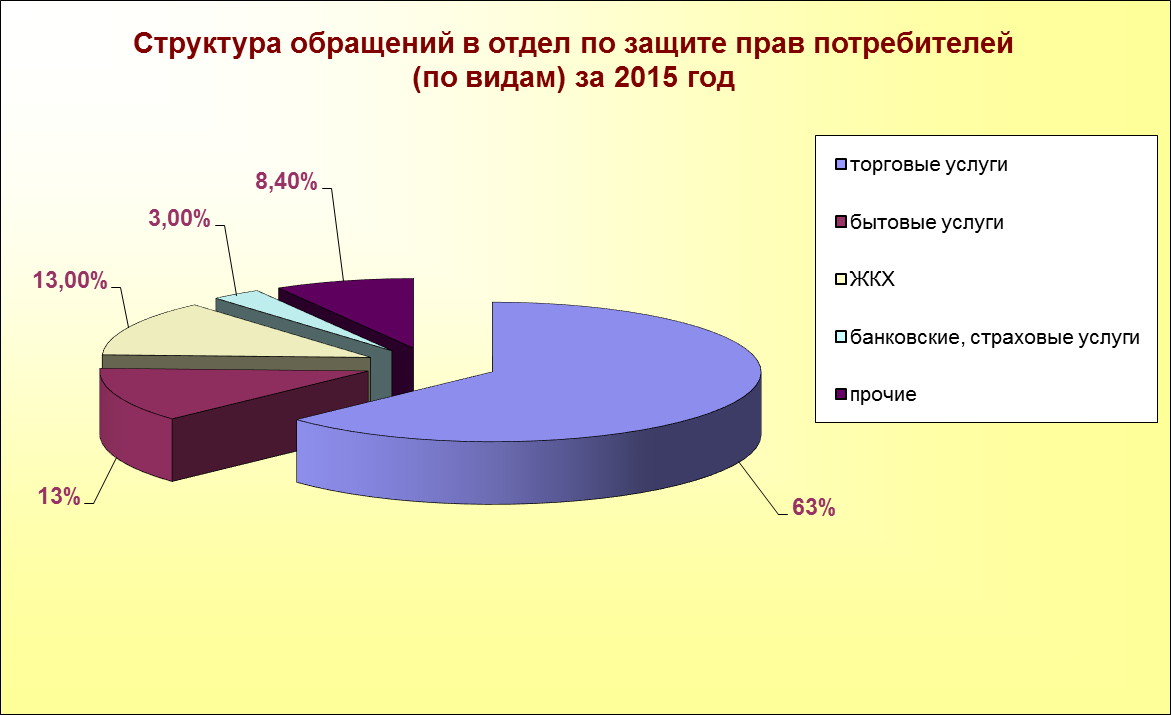 Структура обращений в отдел по защите прав потребителей
(по видам) за 2015 год
8,40%
3,00%
13,00%
13%
63%
торговые услуги
бытовые услуги
ЖКХ
банковские, страховые услуги
прочие